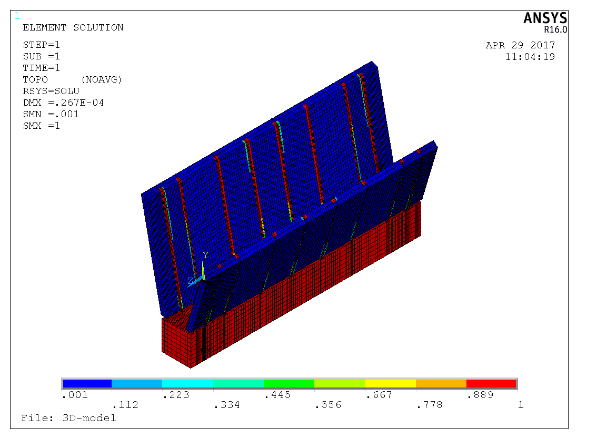 1
ELEMENT SOLUTION
ANSYS
R16.0
STEP=1
SUB =1
TIME=1
TOPO (NOAVG)
RSYS=SOLU
DMX =.267E-04
SMN =.001
SMX =1
APR 29 2017
11:04:19
Y
.001 .223 .445 .667 .889
.112 .334 .556 .778 1
File: 3D-model